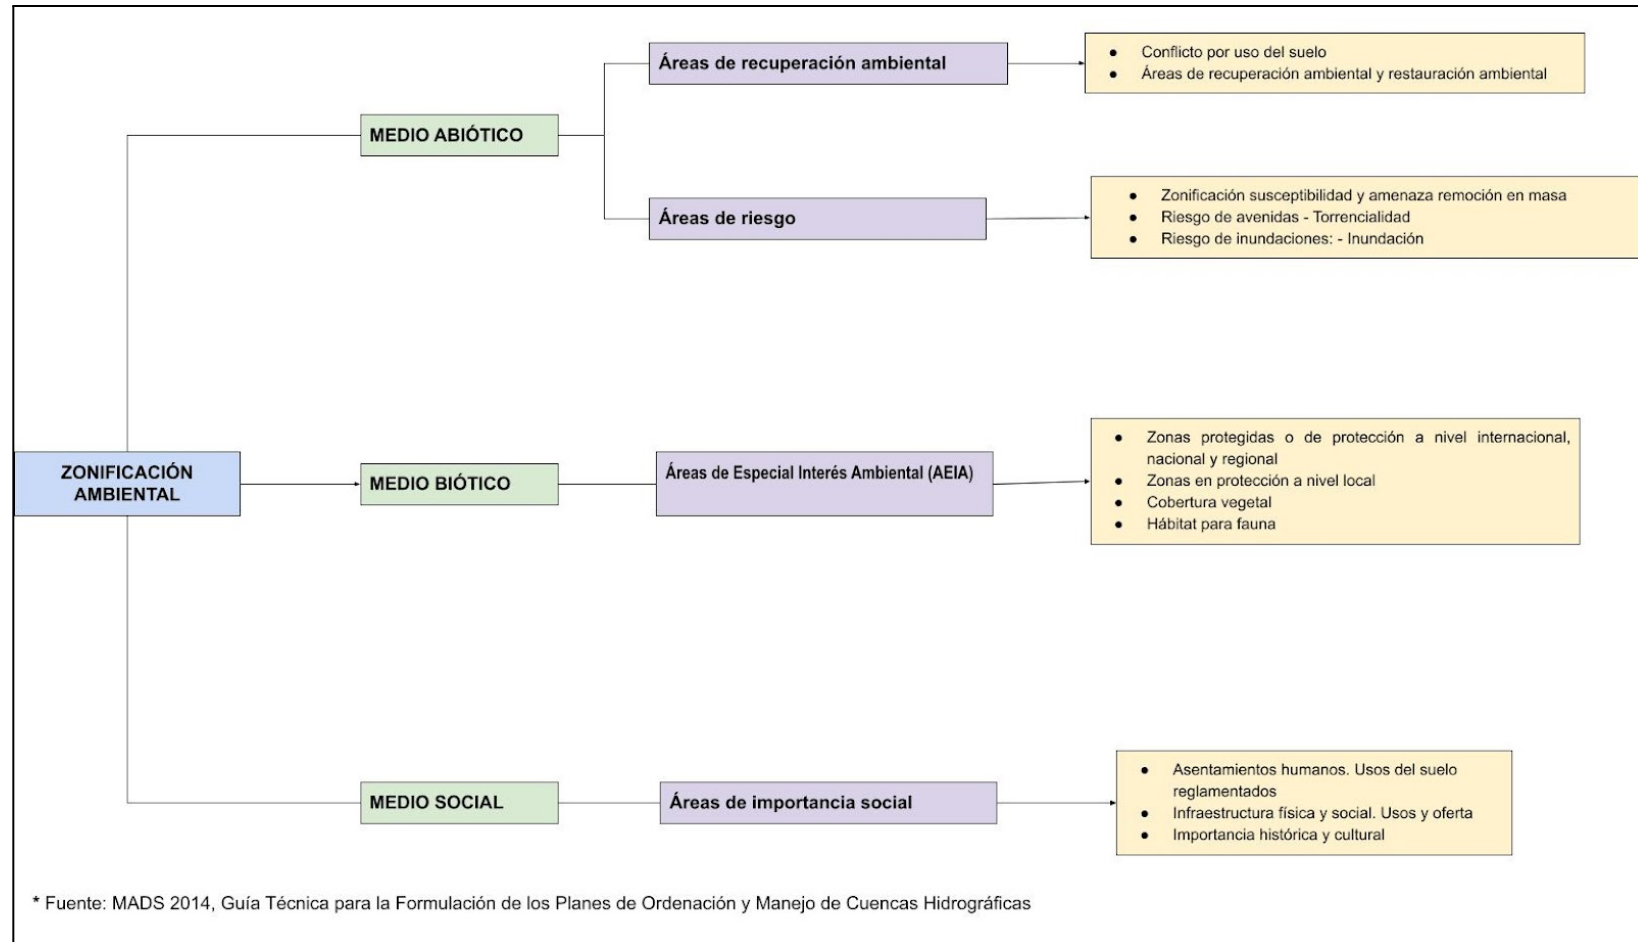 Áreas de recuperación ambiental
● Conflicto por uso del suelo
● Áreas de recuperación ambiental y restauración ambiental
MEDIO ABIÓTICO
Áreas de riesgo
● Zonificación susceptibilidad y amenaza remoción en masa
● Riesgo de avenidas - Torrencialidad
● Riesgo de inundaciones: - Inundación
ZONIFICACIÓN
AMBIENTAL
MEDIO BIÓTICO
Áreas de Especial Interés Ambiental (AEIA)
● Zonas protegidas o de protección a nivel internacional,
nacional y regional
● Zonas en protección a nivel local
● Cobertura vegetal
● Hábitat para fauna
MEDIO SOCIAL
Áreas de importancia social
● Asentamientos humanos. Usos del suelo
reglamentados
● Infraestructura física y social. Usos y oferta
● Importancia histórica y cultural
* Fuente: MADS 2014, Guía Técnica para la Formulación de los Planes de Ordenación y Manejo de Cuencas Hidrográficas